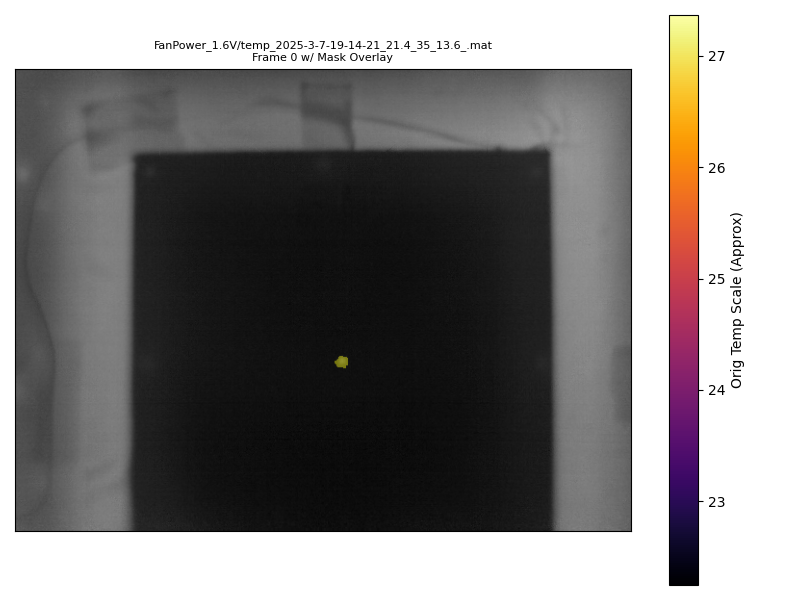 FanPower_1.6V/temp_2025-3-7-19-14-21_21.4_35_13.6_.mat
Frame 0 w/ Mask Overlay
27
26
25
24
23
Orig Temp Scale (Approx)